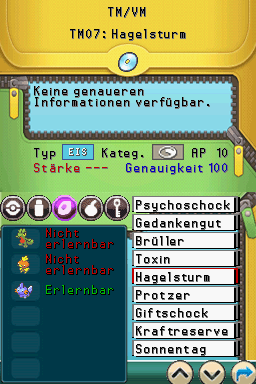 TM/VM
TM07: Hagelsturm
Keine genaueren
Informationen verfügbar.
Typ EIS Kateg. AP 10
Stärke --- Genauigkeit 100
Nicht
erlernbar
Nicht
erlernbar
Erlernbar
Psychoschock
Gedankengut
Brüller
Toxin
Hagelsturm
Protzer
Giftschock
Kraftreserve
Sonnentag